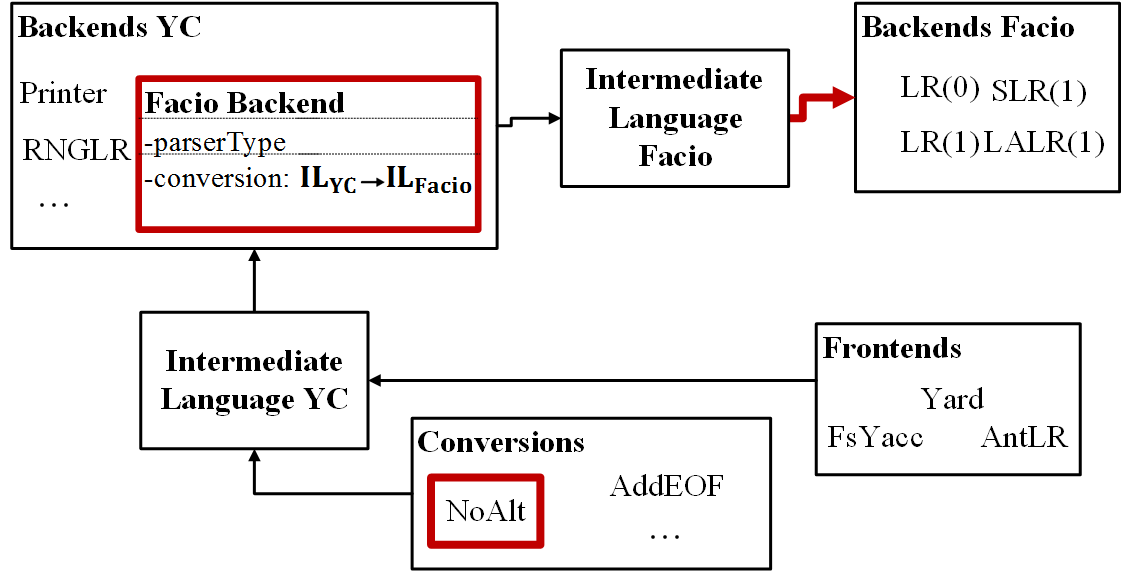 Backends YC
Printer
RNGLR
...
Facio Backend
-parserType
-conversion: IL_YC→IL_Facio
Intermediate
Language
Facio
Backends Facio
LR(0) SLR(1)
LR(1) LALR(1)
Intermediate
Language YC
Frontends
Yard
FsYacc AntLR
Conversions
NoAlt
AddEOF
...